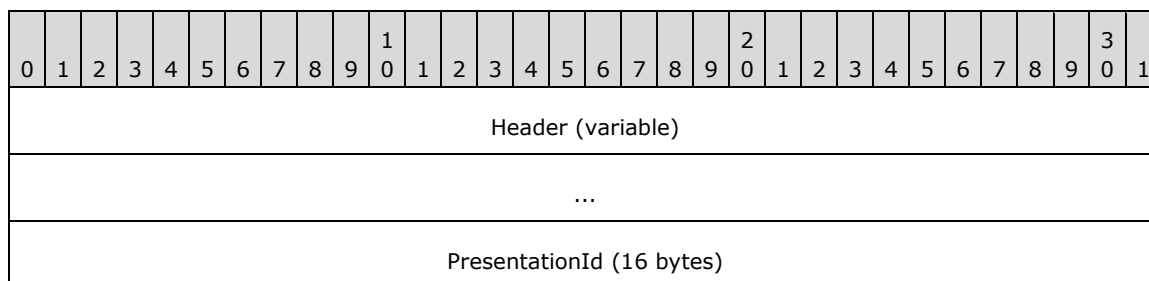 1 2 3
0 1 2 3 4 5 6 7 8 9 0 1 2 3 4 5 6 7 8 9 0 1 2 3 4 5 6 7 8 9 0 1
Header (variable)
...
PresentationId (16 bytes)